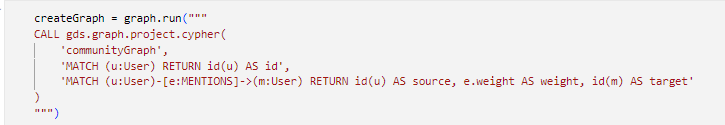 createGraph = graph.run("""
CALL gds.graph.project.cypher(
    'communityGraph',
    'MATCH (u:User) RETURN id(u) AS id',
    'MATCH (u:User)-[e:MENTIONS]->(m:User) RETURN id(u) AS source, e.weight AS weight, id(m) AS target'
)
""")